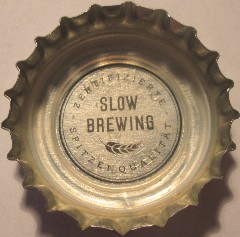 ZERTIFIZIERTE
SLOW
BREWING
SPITZENQUALITÄT